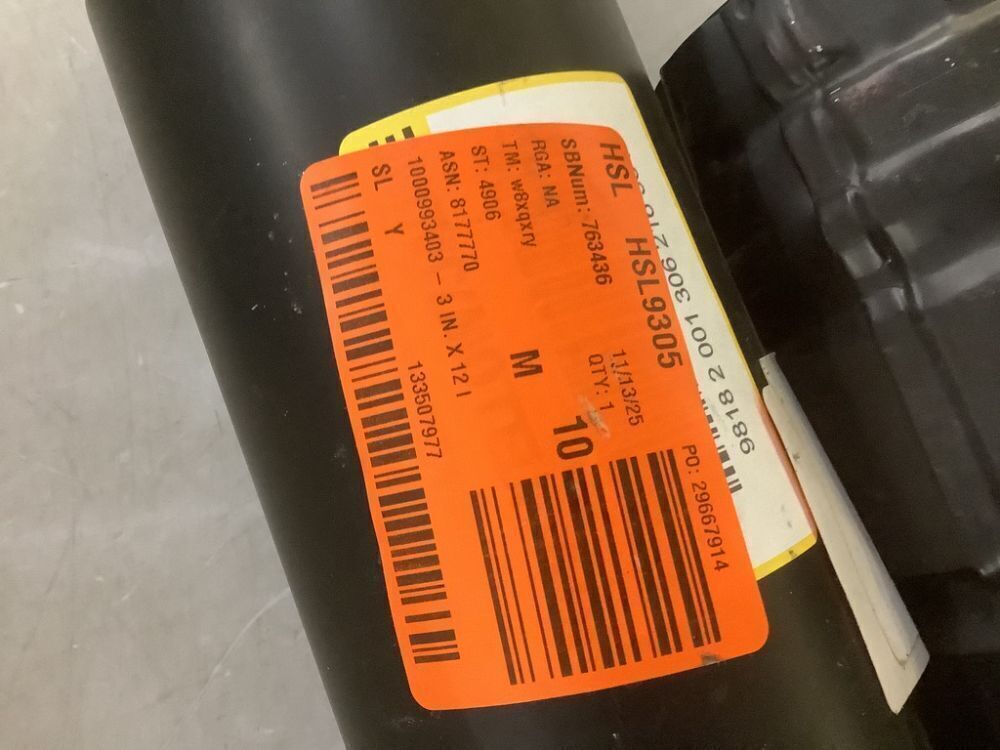 HSL HSL9305
PO: 29667914
SBNum: 763436
11/13/25
RGA: NA
QTY: 1
TM: w8xqxry
10
ST: 4906
M
ASN: 8177770
1000993403 - 3 IN. X 12 I
133507977
SL Y
9818 2 001 306